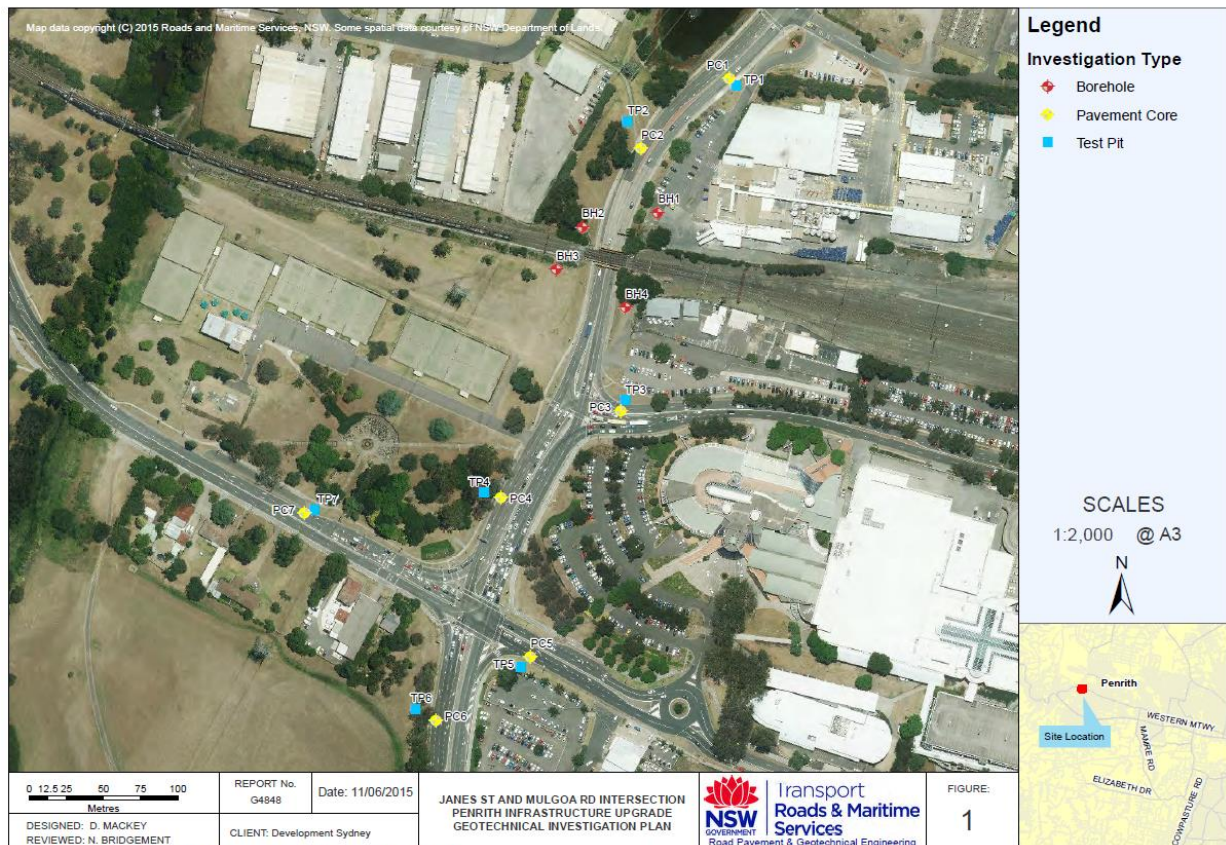 Map data copyright (C) 2015 Roads and Maritime Services, NSW. Some spatial data courtesy of NSW Department of Lands.
PC1
TP1
TP2
PC2
BH1
BH2
BH3
BH4
TP3
PC3
TP4
PC4
TP7
PC7
PC5
TP5
TP6
PC6
Legend
Investigation Type
Borehole
Pavement Core
Test Pit
SCALES
1:2,000 @ A3
N
Penrith
Site Location
WESTERN MTWY
MAMRE RD
ELIZABETH DR
COWPASTURE RD
0 12.5 25 50 75 100
Metres
DESIGNED: D. MACKEY
REVIEWED: N. BRIDGEMENT
REPORT No.
G4848
Date: 11/06/2015
CLIENT: Development Sydney
JANES ST AND MULGOA RD INTERSECTION
PENRITH INFRASTRUCTURE UPGRADE
GEOTECHNICAL INVESTIGATION PLAN
NSW
GOVERNMENT
Transport
Roads & Maritime
Services
Road Pavement & Geotechnical Engineering
FIGURE:
1